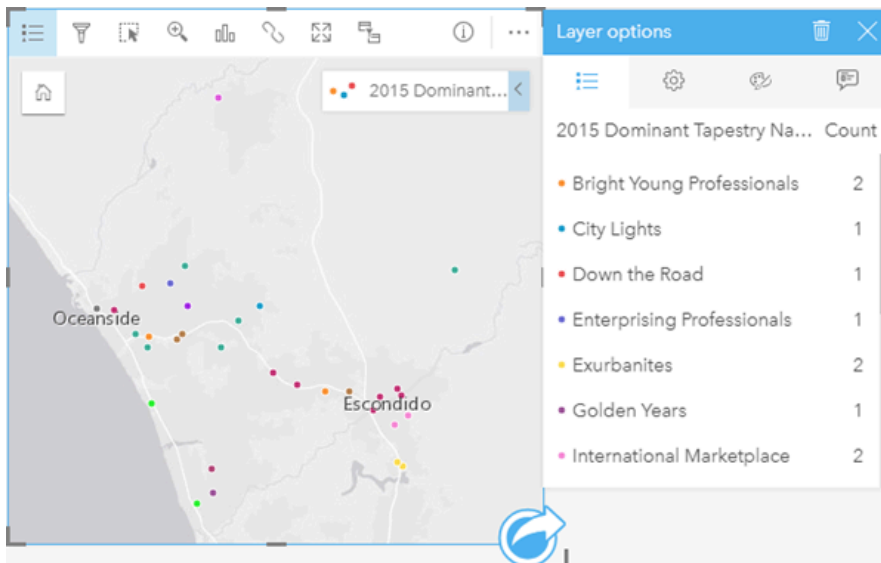 Layer options
2015 Dominant...
2015 Dominant Tapestry Na... Count
Bright Young Professionals 2
City Lights 1
Down the Road 1
Enterprising Professionals 1
Exurbanites 2
Golden Years 1
International Marketplace 2
Oceanside
Escondido